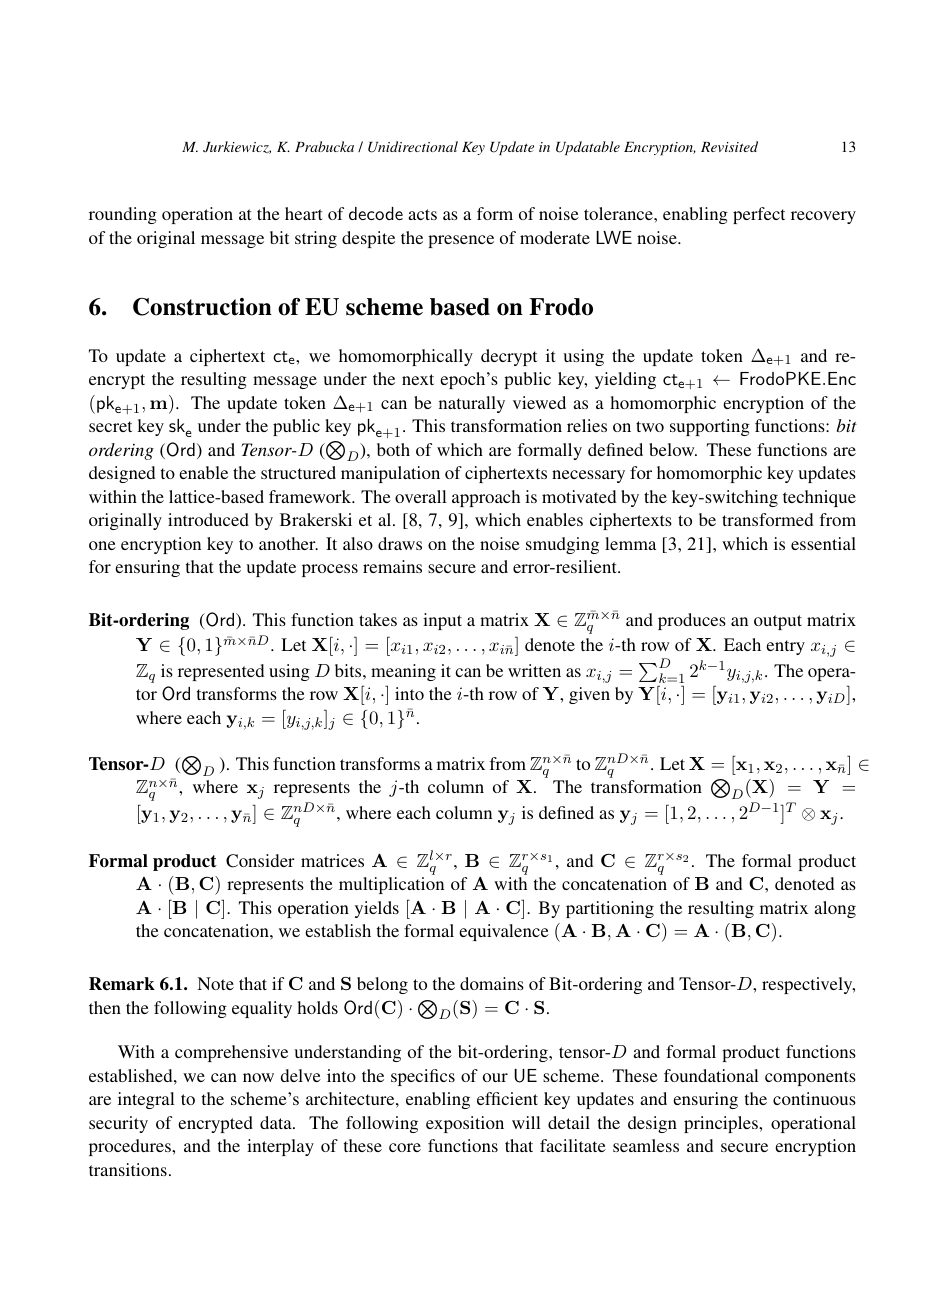 M. Jurkiewicz, K. Prabucka / Unidirectional Key Update in Updatable Encryption, Revisited 13
rounding operation at the heart of decode acts as a form of noise tolerance, enabling perfect recovery
of the original message bit string despite the presence of moderate LWE noise.
6. Construction of EU scheme based on Frodo
To update a ciphertext ct_e, we homomorphically decrypt it using the update token Δ_{e+1} and re-
encrypt the resulting message under the next epoch's public key, yielding ct_{e+1} ← FrodoPKE.Enc
(pk_{e+1}, m). The update token Δ_{e+1} can be naturally viewed as a homomorphic encryption of the
secret key sk_e under the public key pk_{e+1}. This transformation relies on two supporting functions: bit
ordering (Ord) and Tensor-D (⨂_D), both of which are formally defined below. These functions are
designed to enable the structured manipulation of ciphertexts necessary for homomorphic key updates
within the lattice-based framework. The overall approach is motivated by the key-switching technique
originally introduced by Brakerski et al. [8, 7, 9], which enables ciphertexts to be transformed from
one encryption key to another. It also draws on the noise smudging lemma [3, 21], which is essential
for ensuring that the update process remains secure and error-resilient.
Bit-ordering (Ord). This function takes as input a matrix X ∈ ℤ_q^{m̄×n̄} and produces an output matrix
Y ∈ {0, 1}^{m̄×n̄D}. Let X[i, ·] = [x_{i1}, x_{i2}, . . . , x_{in̄}] denote the i-th row of X. Each entry x_{i,j} ∈
ℤ_q is represented using D bits, meaning it can be written as x_{i,j} = ∑_{k=1}^{D} 2^{k−1}y_{i,j,k}. The opera-
tor Ord transforms the row X[i, ·] into the i-th row of Y, given by Y[i, ·] = [y_{i1}, y_{i2}, . . . , y_{iD}],
where each y_{i,k} = [y_{i,j,k}]_j ∈ {0, 1}^{n̄}.
Tensor-D (⨂_D ). This function transforms a matrix from ℤ_q^{n×n̄} to ℤ_q^{nD×n̄}. Let X = [x_1, x_2, . . . , x_{n̄}] ∈
ℤ_q^{n×n̄}, where x_j represents the j-th column of X. The transformation ⨂_D(X) = Y =
[y_1, y_2, . . . , y_{n̄}] ∈ ℤ_q^{nD×n̄}, where each column y_j is defined as y_j = [1, 2, . . . , 2^{D−1}]^T ⊗ x_j.
Formal product Consider matrices A ∈ ℤ_q^{l×r}, B ∈ ℤ_q^{r×s_1}, and C ∈ ℤ_q^{r×s_2}. The formal product
A · (B, C) represents the multiplication of A with the concatenation of B and C, denoted as
A · [B | C]. This operation yields [A · B | A · C]. By partitioning the resulting matrix along
the concatenation, we establish the formal equivalence (A · B, A · C) = A · (B, C).
Remark 6.1. Note that if C and S belong to the domains of Bit-ordering and Tensor-D, respectively,
then the following equality holds Ord(C) · ⨂_D(S) = C · S.
With a comprehensive understanding of the bit-ordering, tensor-D and formal product functions
established, we can now delve into the specifics of our UE scheme. These foundational components
are integral to the scheme's architecture, enabling efficient key updates and ensuring the continuous
security of encrypted data. The following exposition will detail the design principles, operational
procedures, and the interplay of these core functions that facilitate seamless and secure encryption
transitions.